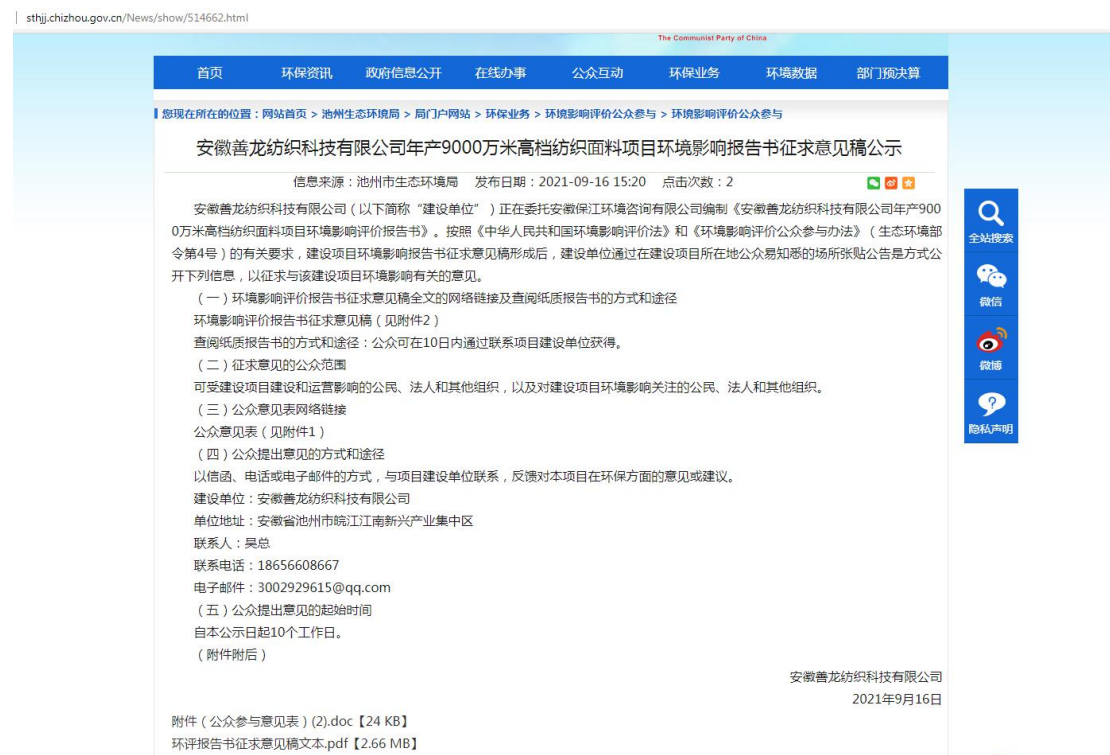 sthjj.chizhou.gov.cn/News/show/514662.html
The Communist Party of China
首页 环保资讯 政府信息公开 在线办事 公众互动 环保业务 环境数据 部门预决算
您现在所在的位置：网站首页 > 池州生态环境局 > 局门户网站 > 环保业务 > 环境影响评价公众参与 > 环境影响评价公众参与
安徽善龙纺织科技有限公司年产9000万米高档纺织面料项目环境影响报告书征求意见稿公示
信息来源：池州市生态环境局 发布日期：2021-09-16 15:20 点击次数：2
安徽善龙纺织科技有限公司（以下简称“建设单位”）正在委托安徽保江环境咨询有限公司编制《安徽善龙纺织科技有限公司年产900
0万米高档纺织面料项目环境影响评价报告书》。按照《中华人民共和国环境影响评价法》和《环境影响评价公众参与办法》（生态环境部
令第4号）的有关要求，建设项目环境影响报告书征求意见稿形成后，建设单位通过在建设项目所在地公众易知悉的场所张贴公告是方式公
开下列信息，以征求与该建设项目环境影响有关的意见。
（一）环境影响评价报告书征求意见稿全文的网络链接及查阅纸质报告书的方式和途径
环境影响评价报告书征求意见稿（见附件2）
查阅纸质报告书的方式和途径：公众可在10日内通过联系项目建设单位获得。
（二）征求意见的公众范围
可受建设项目建设和运营影响的公民、法人和其他组织，以及对建设项目环境影响关注的公民、法人和其他组织。
（三）公众意见表网络链接
公众意见表（见附件1）
（四）公众提出意见的方式和途径
以信函、电话或电子邮件的方式，与项目建设单位联系，反馈对本项目在环保方面的意见或建议。
建设单位：安徽善龙纺织科技有限公司
单位地址：安徽省池州市皖江江南新兴产业集中区
联系人：吴总
联系电话：18656608667
电子邮件：3002929615@qq.com
（五）公众提出意见的起始时间
自本公示日起10个工作日。
（附件附后）
安徽善龙纺织科技有限公司
2021年9月16日
附件（公众参与意见表）(2).doc【24 KB】
环评报告书征求意见稿文本.pdf【2.66 MB】
全站搜索
微信
微博
隐私声明